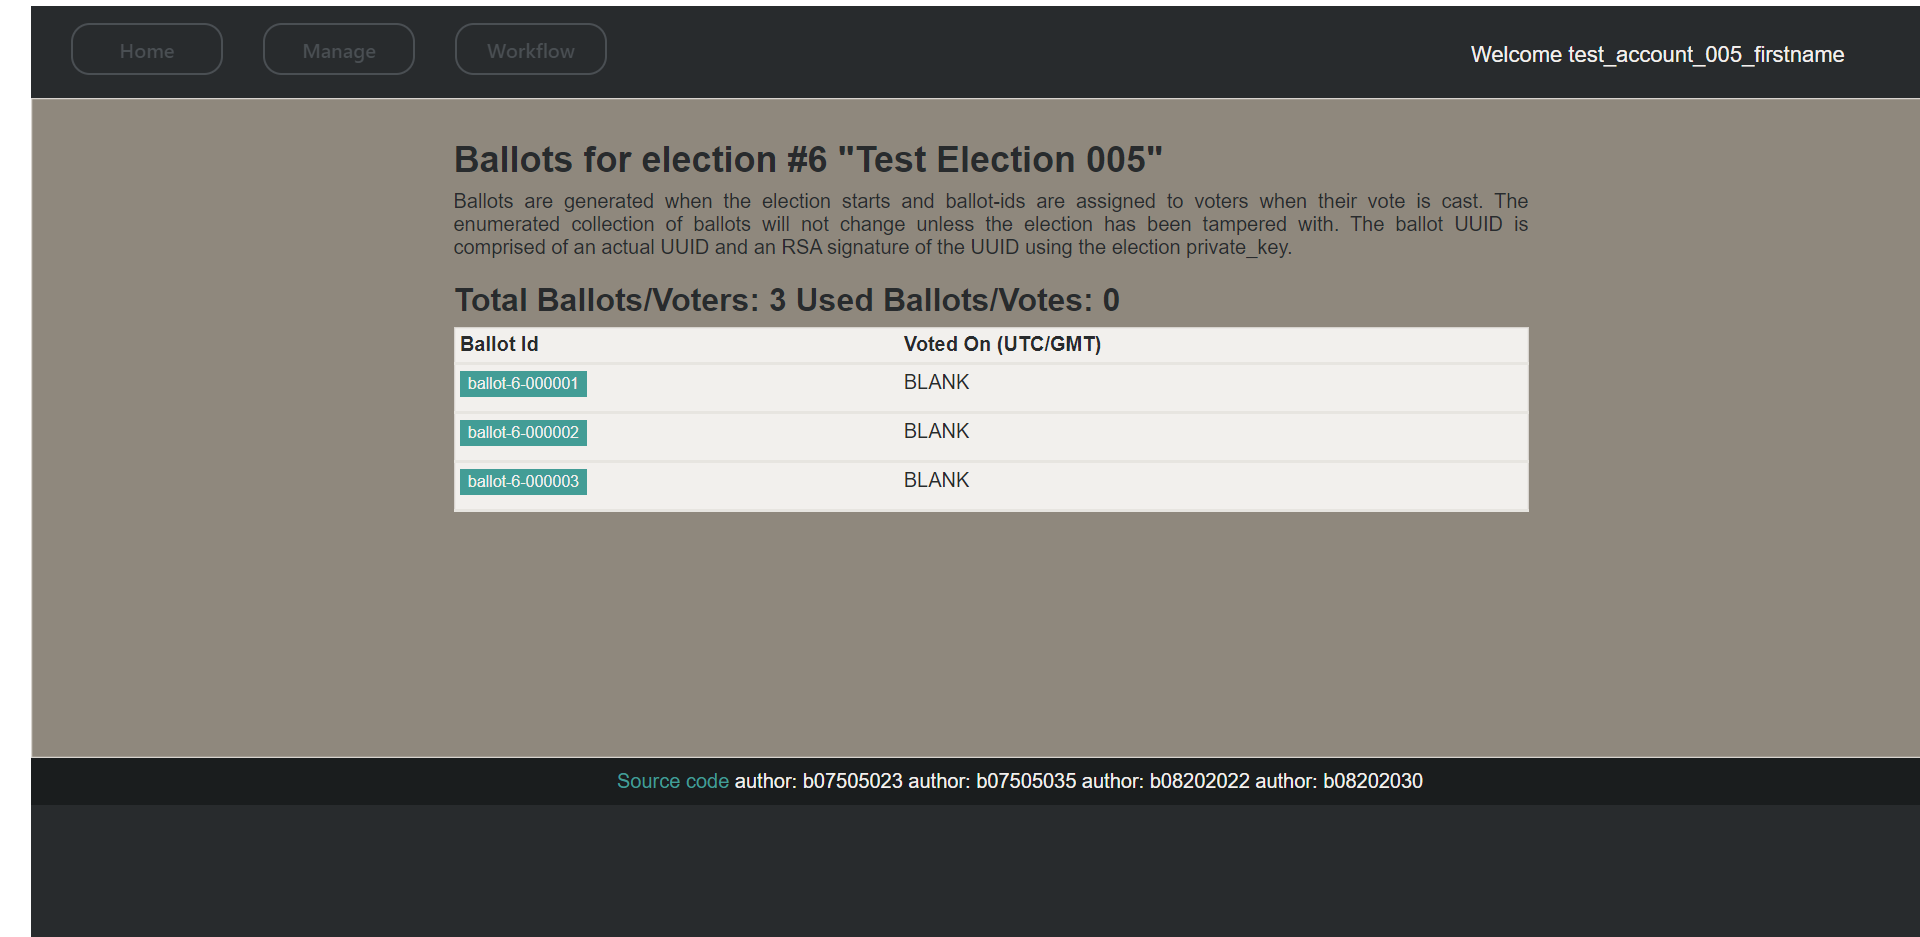 Home Manage Workflow Welcome test_account_005_firstname
Ballots for election #6 "Test Election 005"
Ballots are generated when the election starts and ballot-ids are assigned to voters when their vote is cast. The
enumerated collection of ballots will not change unless the election has been tampered with. The ballot UUID is
comprised of an actual UUID and an RSA signature of the UUID using the election private_key.
Total Ballots/Voters: 3 Used Ballots/Votes: 0
Ballot Id Voted On (UTC/GMT)
ballot-6-000001 BLANK
ballot-6-000002 BLANK
ballot-6-000003 BLANK
Source code author: b07505023 author: b07505035 author: b08202022 author: b08202030